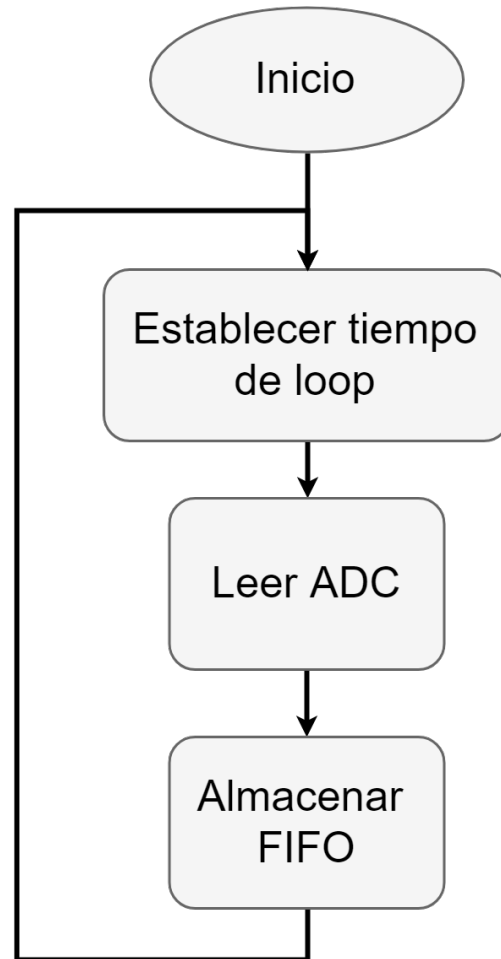 Inicio
Establecer tiempo
de loop
Leer ADC
Almacenar
FIFO